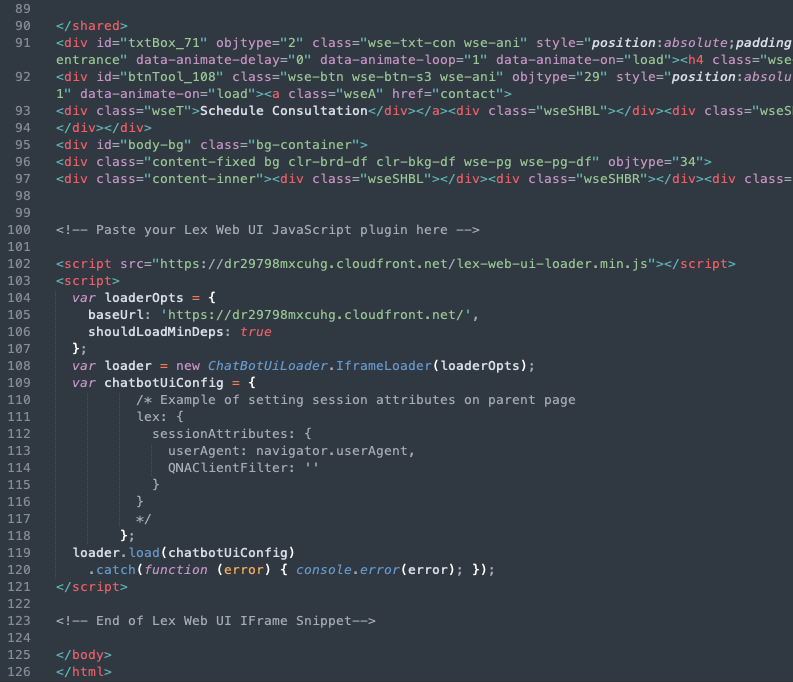 89
90 </shared>
91 <div id="txtBox_71" objtype="2" class="wse-txt-con wse-ani" style="position:absolute;padding
entrance" data-animate-delay="0" data-animate-loop="1" data-animate-on="load"><h4 class="wse
92 <div id="btnTool_108" class="wse-btn wse-btn-s3 wse-ani" objtype="29" style="position:absolu
1" data-animate-on="load"><a class="wseA" href="contact">
93 <div class="wseT">Schedule Consultation</div></a><div class="wseSHBL"></div><div class="wseS
94 </div></div>
95 <div id="body-bg" class="bg-container">
96 <div class="content-fixed bg clr-brd-df clr-bkg-df wse-pg wse-pg-df" objtype="34">
97 <div class="content-inner"><div class="wseSHBL"></div><div class="wseSHBR"></div><div class=
98
99
100 <!-- Paste your Lex Web UI JavaScript plugin here -->
101
102 <script src="https://dr29798mxcuhg.cloudfront.net/lex-web-ui-loader.min.js"></script>
103 <script>
104 var loaderOpts = {
105 baseUrl: 'https://dr29798mxcuhg.cloudfront.net/',
106 shouldLoadMinDeps: true
107 };
108 var loader = new ChatBotUiLoader.IframeLoader(loaderOpts);
109 var chatbotUiConfig = {
110 /* Example of setting session attributes on parent page
111 lex: {
112 sessionAttributes: {
113 userAgent: navigator.userAgent,
114 QNAClientFilter: ''
115 }
116 }
117 */
118 };
119 loader.load(chatbotUiConfig)
120 .catch(function (error) { console.error(error); });
121 </script>
122
123 <!-- End of Lex Web UI IFrame Snippet-->
124
125 </body>
126 </html>